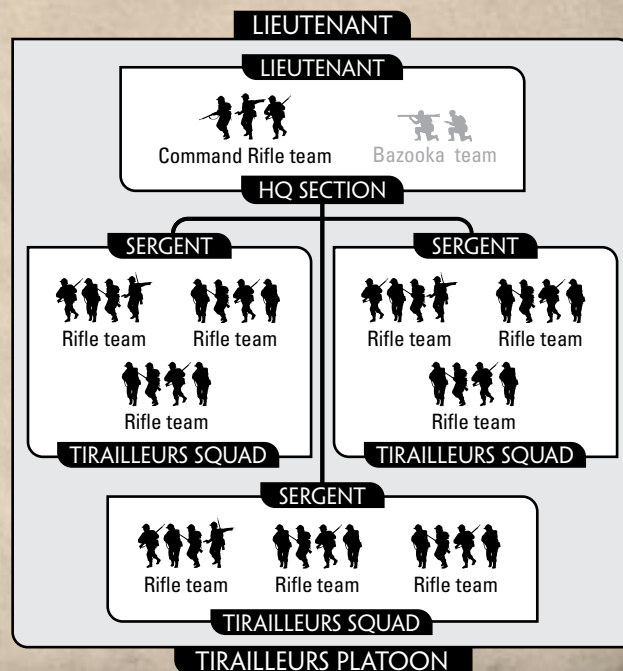 LIEUTENANT
LIEUTENANT
Command Rifle team
Bazooka team
HQ SECTION
SERGENT
Rifle team
Rifle team
Rifle team
TIRAILLEURS SQUAD
SERGENT
Rifle team
Rifle team
Rifle team
TIRAILLEURS SQUAD
SERGENT
Rifle team
Rifle team
Rifle team
TIRAILLEURS SQUAD
TIRAILLEURS PLATOON